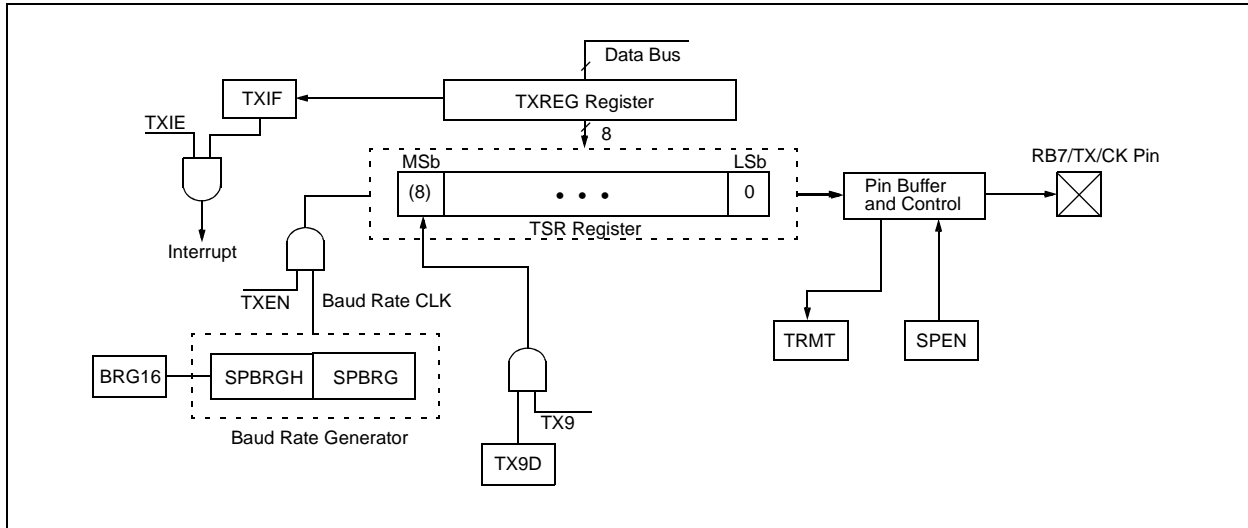 Data Bus
TXIF
TXREG Register
TXIE
8
MSb
LSb
RB7/TX/CK Pin
(8)
• • •
0
Pin Buffer
and Control
TSR Register
Interrupt
TXEN
Baud Rate CLK
TRMT
SPEN
BRG16
SPBRGH
SPBRG
TX9
Baud Rate Generator
TX9D